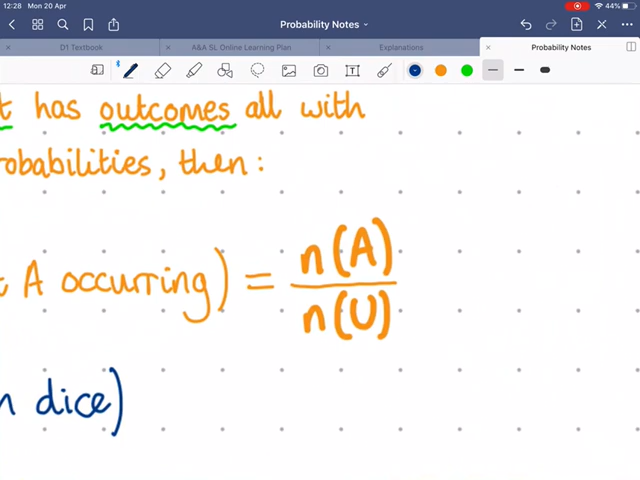 12:28 Mon 20 Apr
44%
Probability Notes
D1 Textbook
A&A SL Online Learning Plan
Explanations
Probability Notes
has outcomes all with
robabilities, then:
A occurring) = n(A)
n(U)
dice)